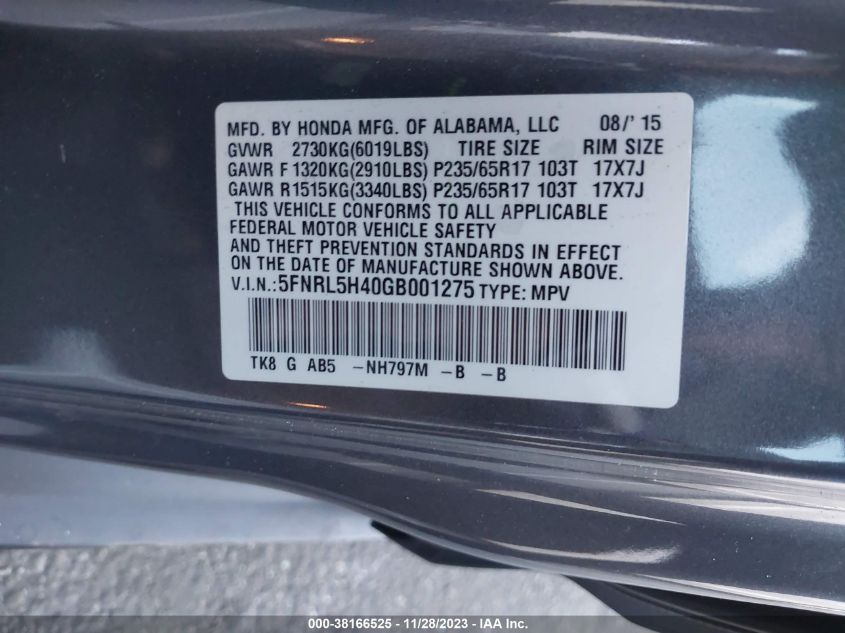 MFD. BY HONDA MFG. OF ALABAMA, LLC 08/' 15
GVWR 2730KG(6019LBS) TIRE SIZE RIM SIZE
GAWR F 1320KG(2910LBS) P235/65R17 103T 17X7J
GAWR R1515KG(3340LBS) P235/65R17 103T 17X7J
THIS VEHICLE CONFORMS TO ALL APPLICABLE
FEDERAL MOTOR VEHICLE SAFETY
AND THEFT PREVENTION STANDARDS IN EFFECT
ON THE DATE OF MANUFACTURE SHOWN ABOVE.
V.I.N.: 5FNRL5H40GB001275 TYPE: MPV
TK8 G AB5 -NH797M -B -B
000-38166525 | 11/28/2023 | IAA Inc.